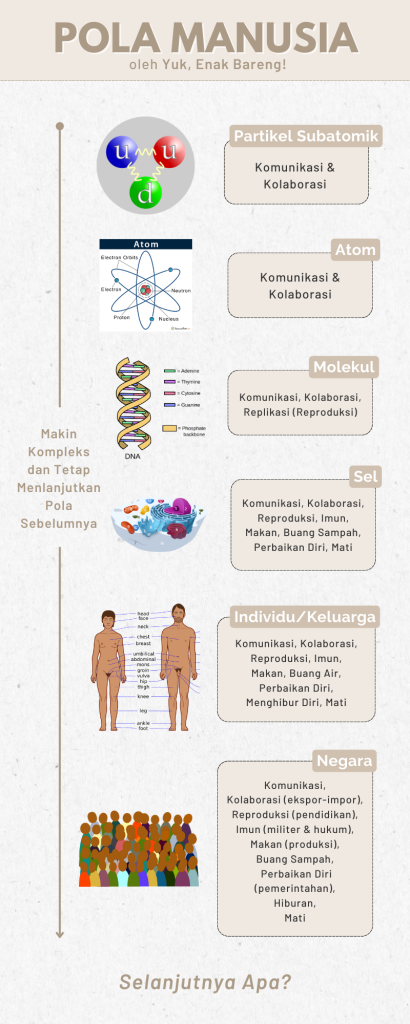 POLA MANUSIA
oleh Yuk, Enak Bareng!
u
u
d
Partikel Subatomik
Komunikasi &
Kolaborasi
Atom
Electron Orbits
Electron
Neutron
Proton
Nucleus
Atom
Komunikasi &
Kolaborasi
= Adenine
= Thymine
= Cytosine
= Guanine
= Phosphate
backbone
DNA
Molekul
Komunikasi, Kolaborasi,
Replikasi (Reproduksi)
Makin
Kompleks
dan Tetap
Menlanjutkan
Pola
Sebelumnya
Sel
Komunikasi, Kolaborasi,
Reproduksi, Imun,
Makan, Buang Sampah,
Perbaikan Diri, Mati
head
face
neck
chest
breast
umbilical
abdominal
mons
groin
vulva
hip
thigh
knee
leg
ankle
foot
Individu/Keluarga
Komunikasi, Kolaborasi,
Reproduksi, Imun,
Makan, Buang Air,
Perbaikan Diri,
Menghibur Diri, Mati
Negara
Komunikasi,
Kolaborasi (ekspor-impor),
Reproduksi (pendidikan),
Imun (militer & hukum),
Makan (produksi),
Buang Sampah,
Perbaikan Diri
(pemerintahan),
Hiburan,
Mati
Selanjutnya Apa?